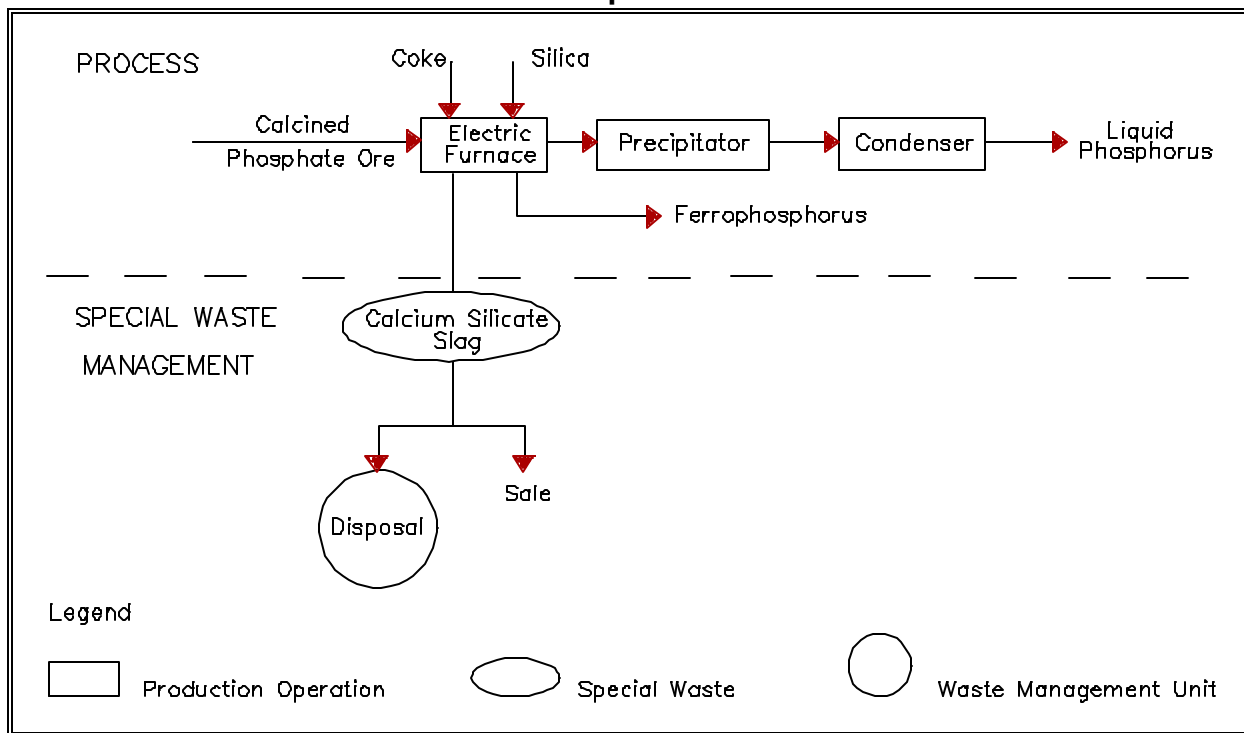 PROCESS
Coke
Silica
Calcined
Phosphate Ore
Electric
Furnace
Precipitator
Condenser
Liquid
Phosphorus
Ferrophosphorus
SPECIAL WASTE
MANAGEMENT
Calcium Silicate
Slag
Disposal
Sale
Legend
Production Operation
Special Waste
Waste Management Unit